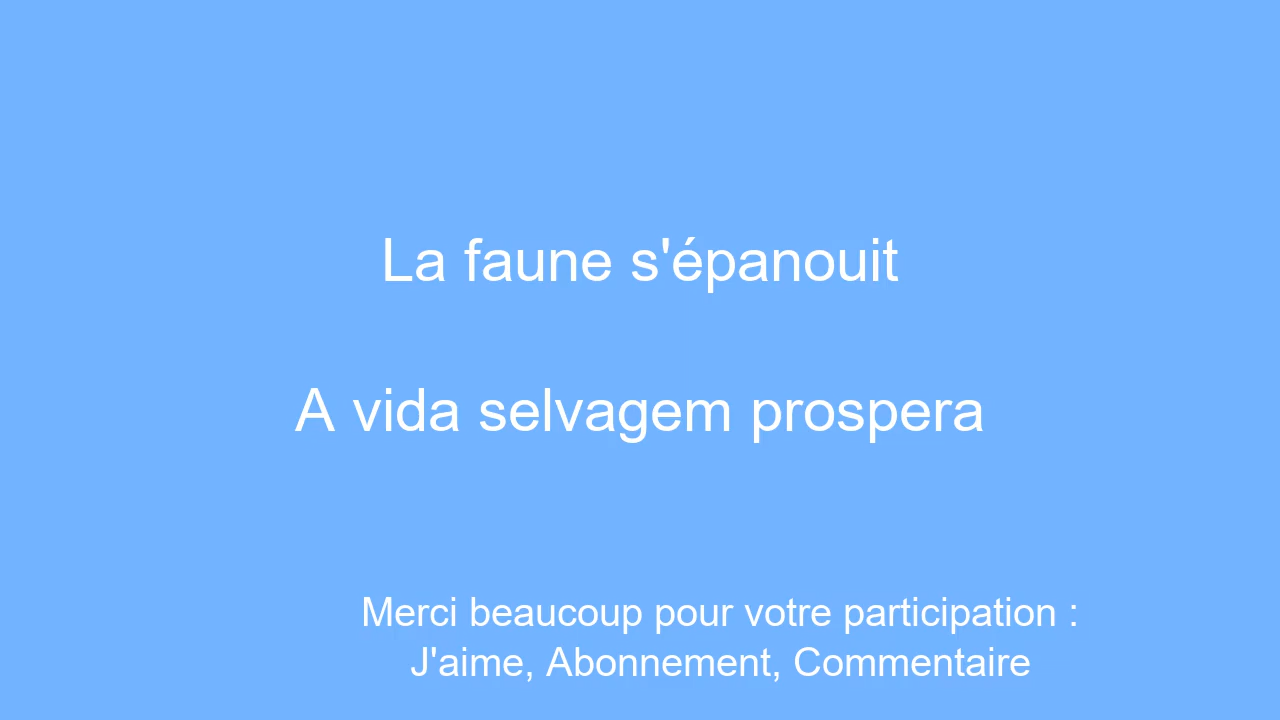 La faune s'épanouit
A vida selvagem prospera
Merci beaucoup pour votre participation :
J'aime, Abonnement, Commentaire